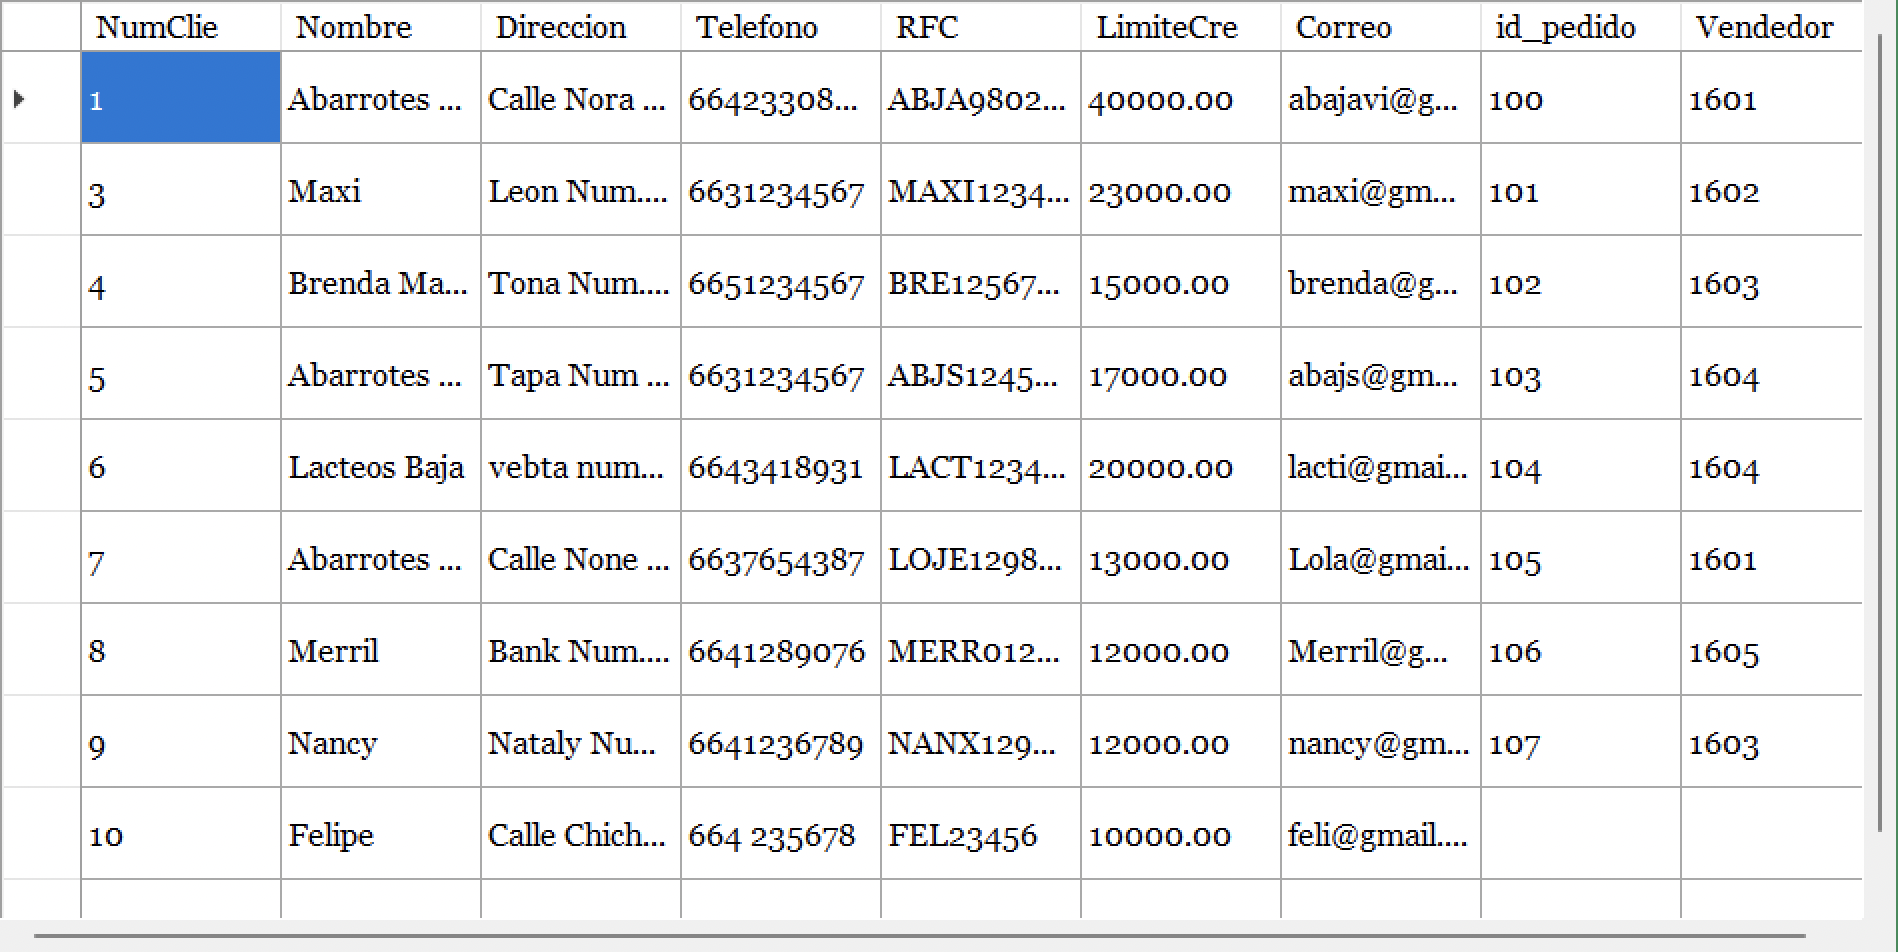 NumClie Nombre Direccion Telefono RFC LimiteCre Correo id_pedido Vendedor
1 Abarrotes ... Calle Nora ... 66423308... ABJA9802... 40000.00 abajavi@g... 100 1601
3 Maxi Leon Num.... 6631234567 MAXI1234... 23000.00 maxi@gm... 101 1602
4 Brenda Ma... Tona Num.... 6651234567 BRE12567... 15000.00 brenda@g... 102 1603
5 Abarrotes ... Tapa Num ... 6631234567 ABJS1245... 17000.00 abajs@gm... 103 1604
6 Lacteos Baja vebta num... 6643418931 LACT1234... 20000.00 lacti@gmai... 104 1604
7 Abarrotes ... Calle None ... 6637654387 LOJE1298... 13000.00 Lola@gmai... 105 1601
8 Merril Bank Num.... 6641289076 MERR012... 12000.00 Merril@g... 106 1605
9 Nancy Nataly Nu... 6641236789 NANX129... 12000.00 nancy@gm... 107 1603
10 Felipe Calle Chich... 664 235678 FEL23456 10000.00 feli@gmail....